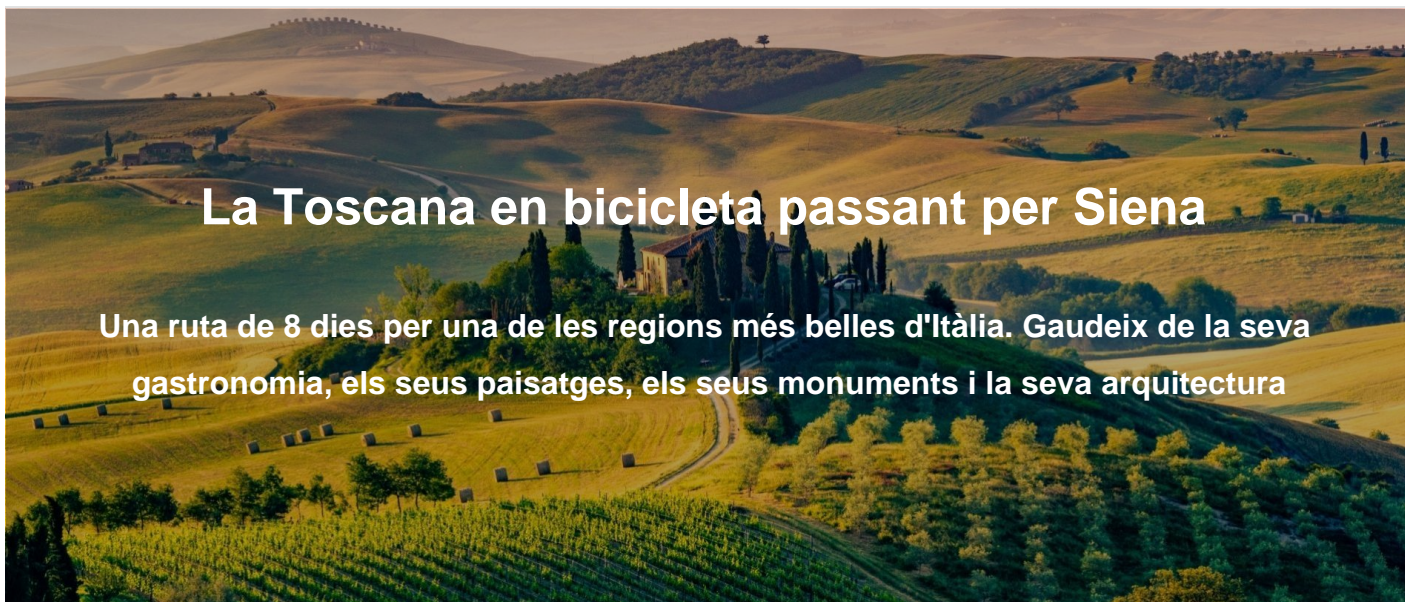 La Toscana en bicicleta passant per Siena
Una ruta de 8 dies per una de les regions més belles d'Itàlia. Gaudeix de la seva
gastronomia, els seus paisatges, els seus monuments i la seva arquitectura